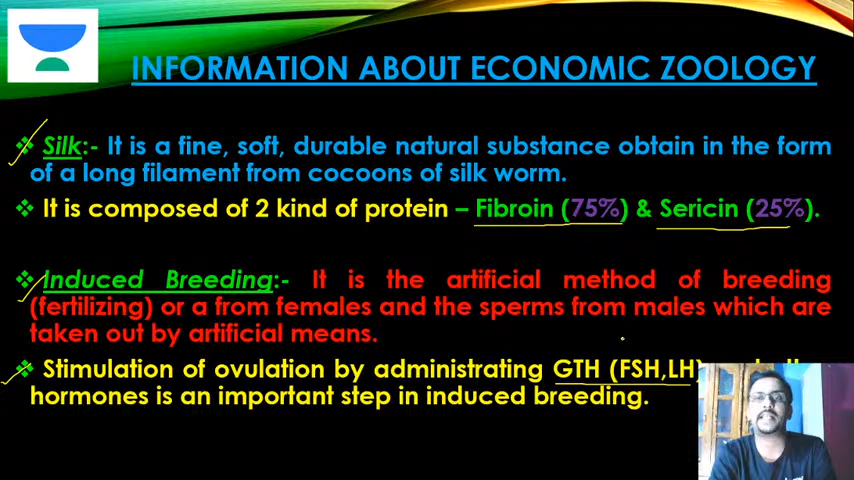 INFORMATION ABOUT ECONOMIC ZOOLOGY
❖ Silk:- It is a fine, soft, durable natural substance obtain in the form
of a long filament from cocoons of silk worm.
❖ It is composed of 2 kind of protein – Fibroin (75%) & Sericin (25%).
❖ Induced Breeding:- It is the artificial method of breeding
(fertilizing) or a from females and the sperms from males which are
taken out by artificial means.
❖ Stimulation of ovulation by administrating GTH (FSH,LH)
hormones is an important step in induced breeding.